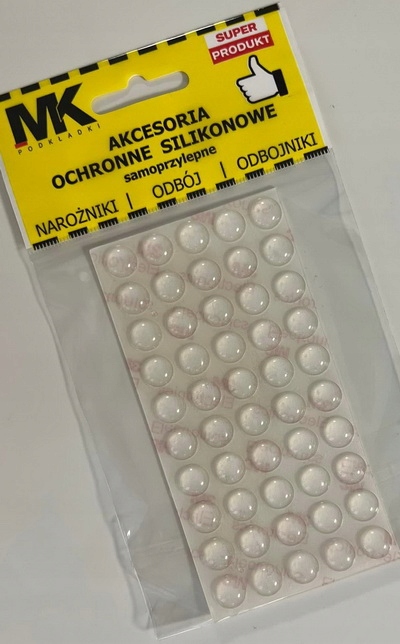 SUPER
PRODUKT
MK
PODKŁADKI
AKCESORIA
OCHRONNE SILIKONOWE
samoprzylepne
NAROŻNIKI | ODBÓJ | ODBOJNIKI